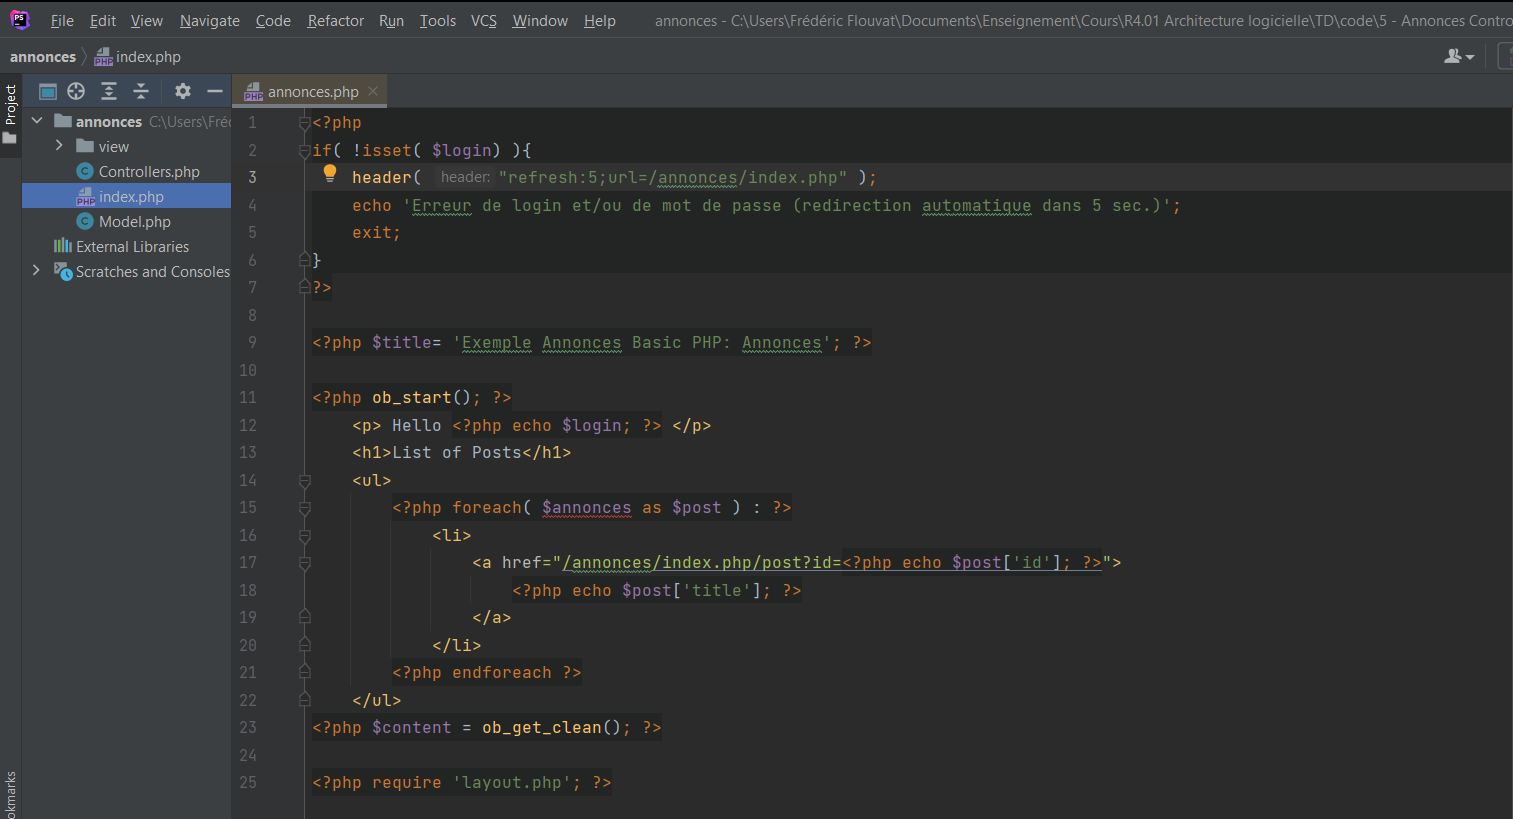 PS File Edit View Navigate Code Refactor Run Tools VCS Window Help annonces - C:\Users\Frédéric Flouvat\Documents\Enseignement\Cours\R4.01 Architecture logicielle\TD\code\5 - Annonces Contro
annonces index.php
Project
annonces.php
annonces C:\Users\Fré
view
Controllers.php
index.php
Model.php
External Libraries
Scratches and Consoles
1 <?php
2 if( !isset( $login) ){
3 header( header: "refresh:5;url=/annonces/index.php" );
4 echo 'Erreur de login et/ou de mot de passe (redirection automatique dans 5 sec.)';
5 exit;
6 }
7 ?>
8
9 <?php $title= 'Exemple Annonces Basic PHP: Annonces'; ?>
10
11 <?php ob_start(); ?>
12 <p> Hello <?php echo $login; ?> </p>
13 <h1>List of Posts</h1>
14 <ul>
15 <?php foreach( $annonces as $post ) : ?>
16 <li>
17 <a href="/annonces/index.php/post?id=<?php echo $post['id']; ?>">
18 <?php echo $post['title']; ?>
19 </a>
20 </li>
21 <?php endforeach ?>
22 </ul>
23 <?php $content = ob_get_clean(); ?>
24
25 <?php require 'layout.php'; ?>
okmarks